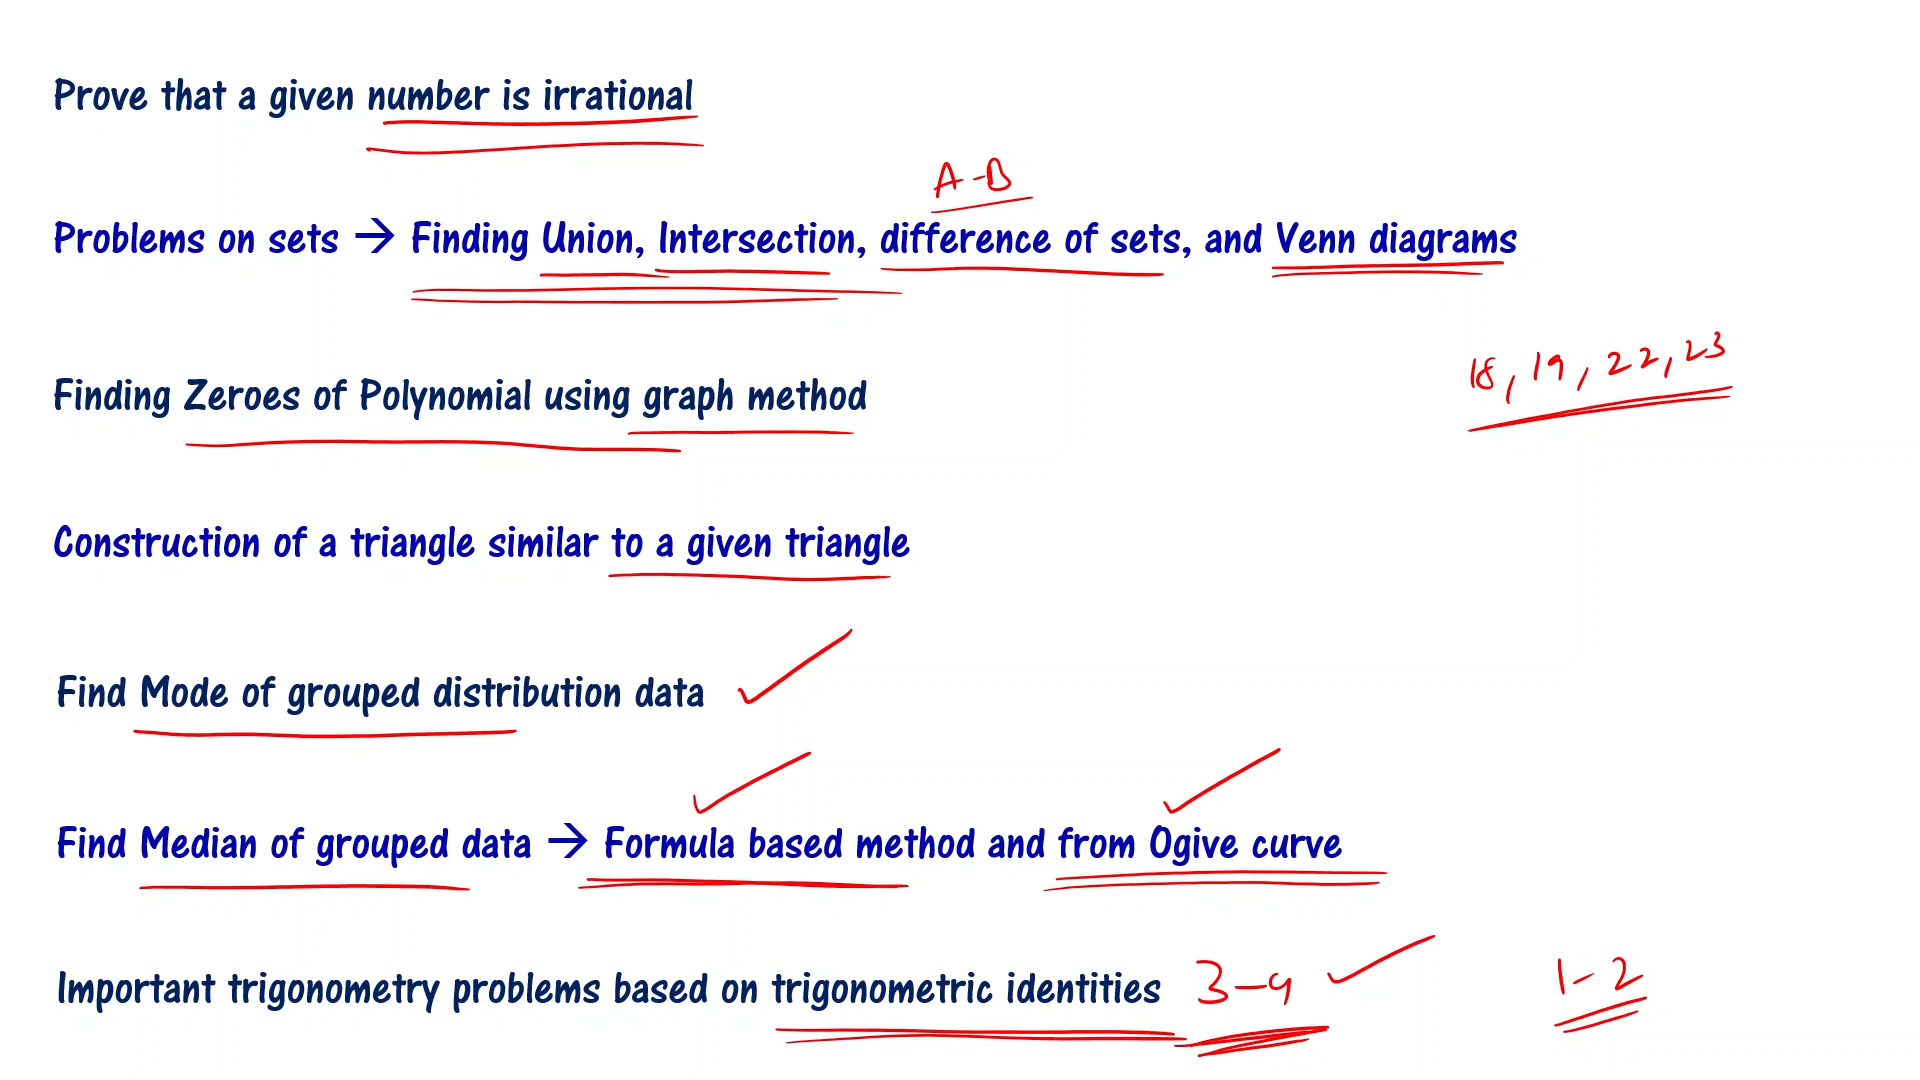 Prove that a given number is irrational
A-B
Problems on sets → Finding Union, Intersection, difference of sets, and Venn diagrams
18, 19, 22, 23
Finding Zeroes of Polynomial using graph method
Construction of a triangle similar to a given triangle
Find Mode of grouped distribution data
Find Median of grouped data → Formula based method and from Ogive curve
Important trigonometry problems based on trigonometric identities 3-4 1-2